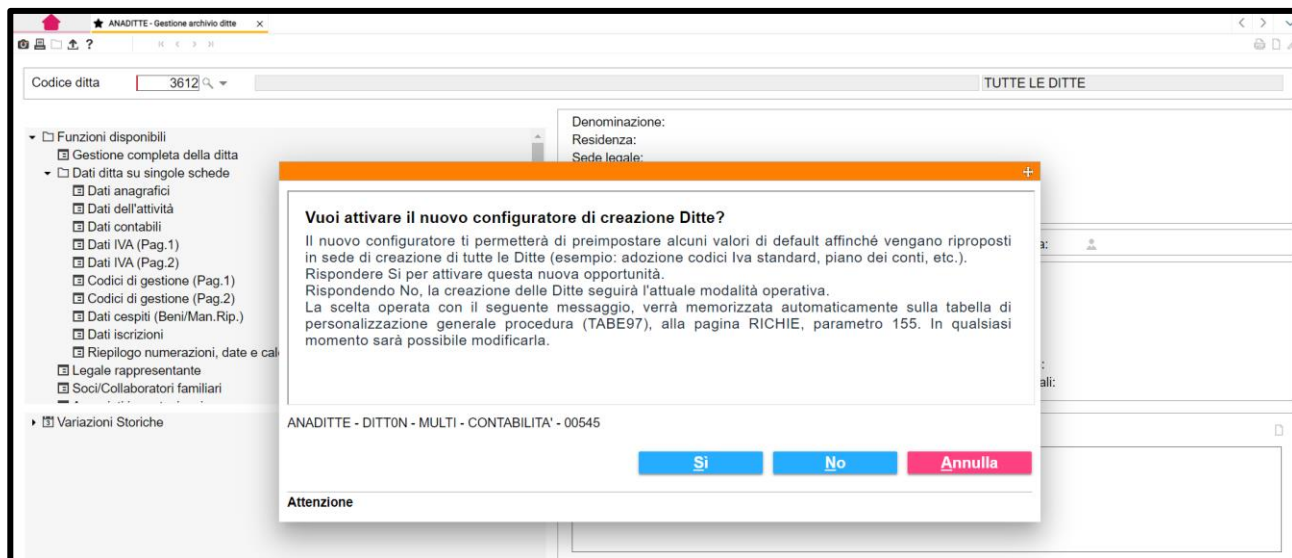 ANADITTE - Gestione archivio ditte
?
Codice ditta 3612 TUTTE LE DITTE
Funzioni disponibili
Gestione completa della ditta
Dati ditta su singole schede
Dati anagrafici
Dati dell'attività
Dati contabili
Dati IVA (Pag.1)
Dati IVA (Pag.2)
Codici di gestione (Pag.1)
Codici di gestione (Pag.2)
Dati cespiti (Beni/Man.Rip.)
Dati iscrizioni
Riepilogo numerazioni, date e
Legale rappresentante
Soci/Collaboratori familiari
Variazioni Storiche
Denominazione:
Residenza:
Sede legale:
Vuoi attivare il nuovo configuratore di creazione Ditte?
Il nuovo configuratore ti permetterà di preimpostare alcuni valori di default affinché vengano riproposti
in sede di creazione di tutte le Ditte (esempio: adozione codici Iva standard, piano dei conti, etc.).
Rispondere Si per attivare questa nuova opportunità.
Rispondendo No, la creazione delle Ditte seguirà l'attuale modalità operativa.
La scelta operata con il seguente messaggio, verrà memorizzata automaticamente sulla tabella di
personalizzazione generale procedura (TABE97), alla pagina RICHIE, parametro 155. In qualsiasi
momento sarà possibile modificarla.
ANADITTE - DITT0N - MULTI - CONTABILITA' - 00545
Sì No Annulla
Attenzione